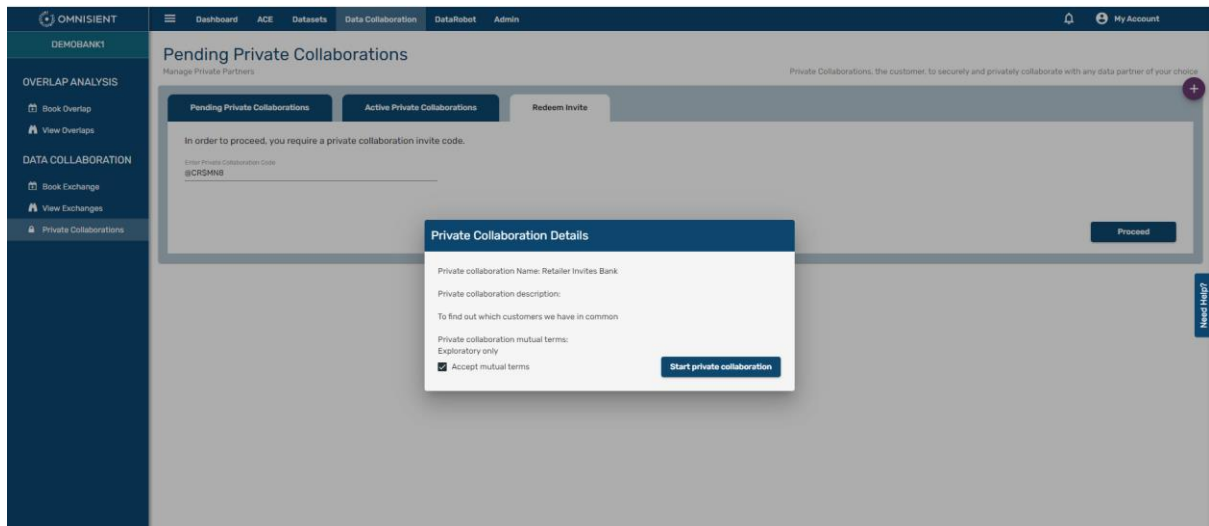 OMNISIENT
Dashboard ACE Datasets Data Collaboration DataRobot Admin
My Account
DEMOBANK1
OVERLAP ANALYSIS
Book Overlap
View Overlaps
DATA COLLABORATION
Book Exchange
View Exchanges
Private Collaborations
Pending Private Collaborations
Manage Private Partners
Private Collaborations, the customer, to securely and privately collaborate with any data partner of your choice
+
Pending Private Collaborations Active Private Collaborations Redeem Invite
In order to proceed, you require a private collaboration invite code.
Enter Private Collaboration Code
@CR$MN8
Proceed
Private Collaboration Details
Private collaboration Name: Retailer Invites Bank
Private collaboration description:
To find out which customers we have in common
Private collaboration mutual terms:
Exploratory only
Accept mutual terms
Start private collaboration
Need Help?